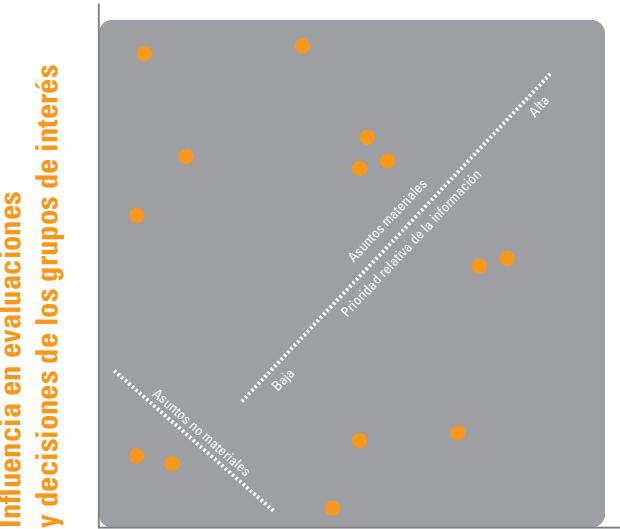 Influencia en evaluaciones
y decisiones de los grupos de interés
Alta
Asuntos materiales
Prioridad relativa de la información
Baja
Asuntos no materiales